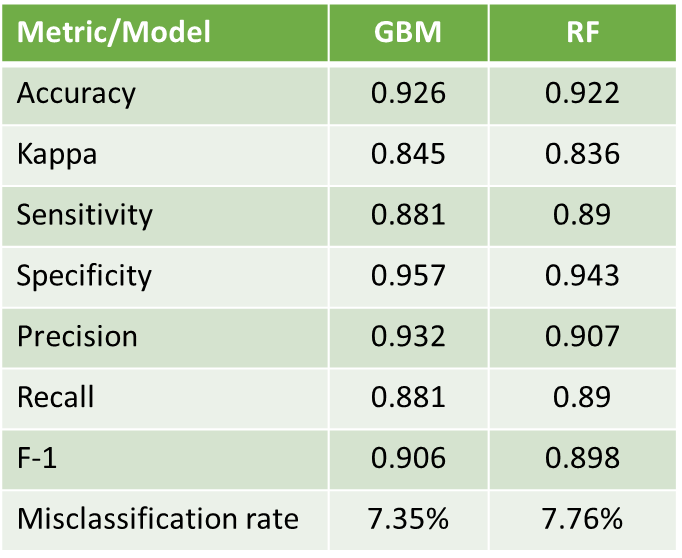 Metric/Model GBM RF
Accuracy 0.926 0.922
Kappa 0.845 0.836
Sensitivity 0.881 0.89
Specificity 0.957 0.943
Precision 0.932 0.907
Recall 0.881 0.89
F-1 0.906 0.898
Misclassification rate 7.35% 7.76%